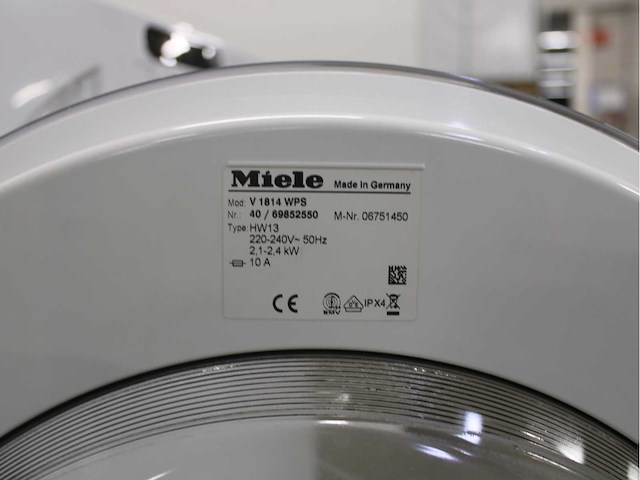 Miele Made in Germany
Mod: V 1814 WPS
Nr.: 40 / 69852550 M-Nr. 06751450
Type: HW13
220-240V~ 50Hz
2,1-2,4 kW
10 A
CE IPX4